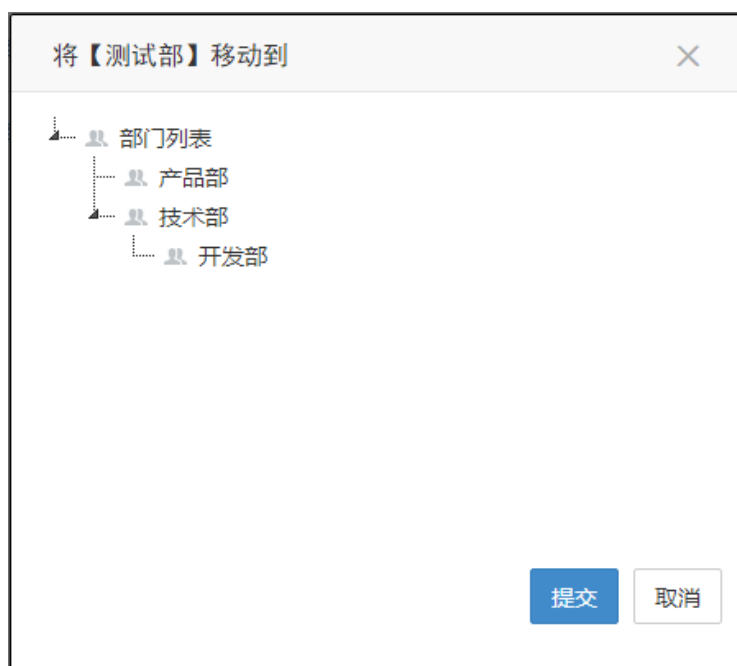 将【测试部】移动到
部门列表
产品部
技术部
开发部
提交 取消